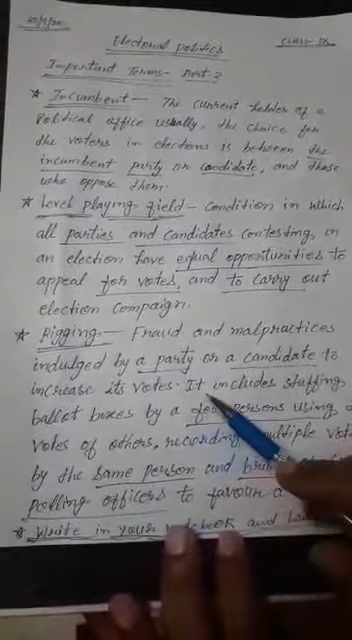 Electoral politics
CLASS - IX
Important Terms - Part:2
* Incumbent - The current holder of a
Political office usually, the choice for
the voters in elections is between the
incumbent party or candidate, and those
who oppose them.
* Level playing field - condition in which
all parties and candidates contesting in
an election have equal opportunities to
appeal for votes, and to carry out
election campaign.
* Rigging - Fraud and malpractices
indulged by a party or a candidate to
increase its votes. It includes stuffing
ballot boxes by a few persons using
votes of others, recording multiple
by the same person and
polling officers to favour a
* Write in your notebook and